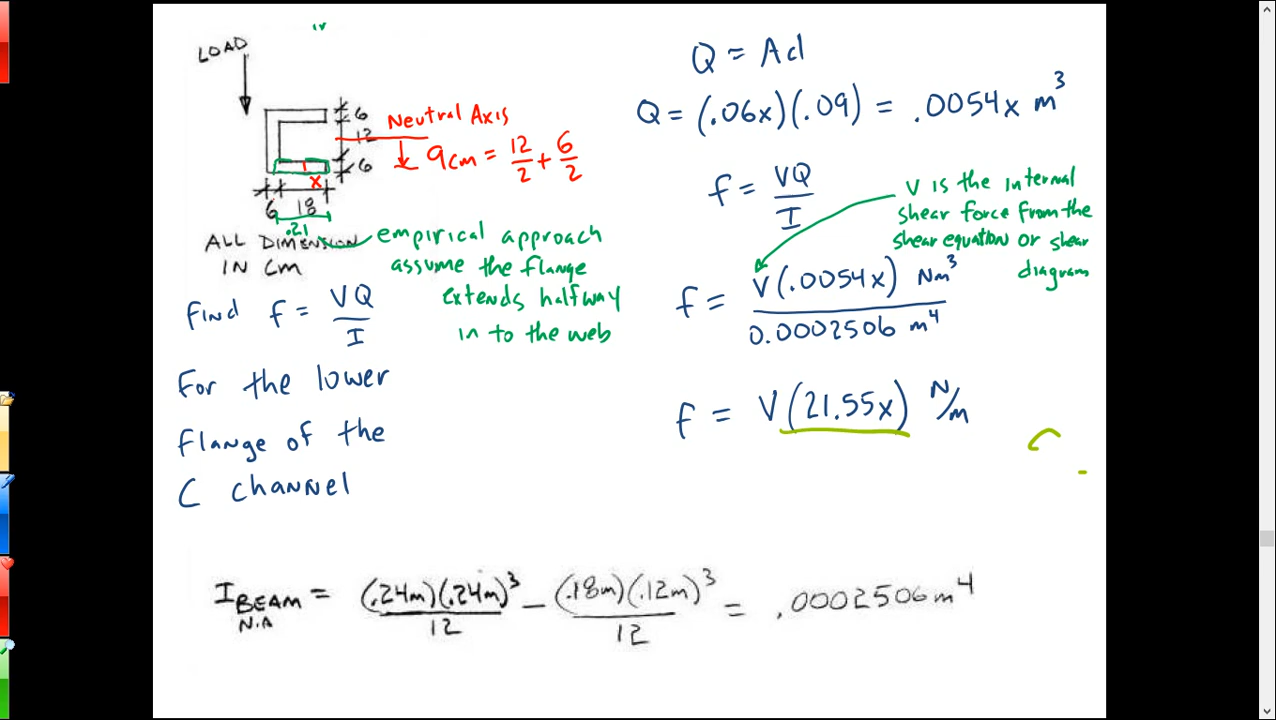 LOAD
6
12
6
6 18
.21
x
Neutral Axis
9cm = 12/2 + 6/2
ALL DIMENSION
IN cm
empirical approach
assume the flange
extends halfway
in to the web
Find f = VQ/I
For the lower
flange of the
C channel
Q = Ad
Q = (.06x)(.09) = .0054x m³
f = VQ/I
V is the internal
shear force from the
shear equation or shear
diagram
f = V(.0054x) Nm³ / 0.0002506 m⁴
f = V(21.55x) N/m
I BEAM N.A = (.24m)(.24m)³/12 - (.18m)(.12m)³/12 = .0002506m⁴